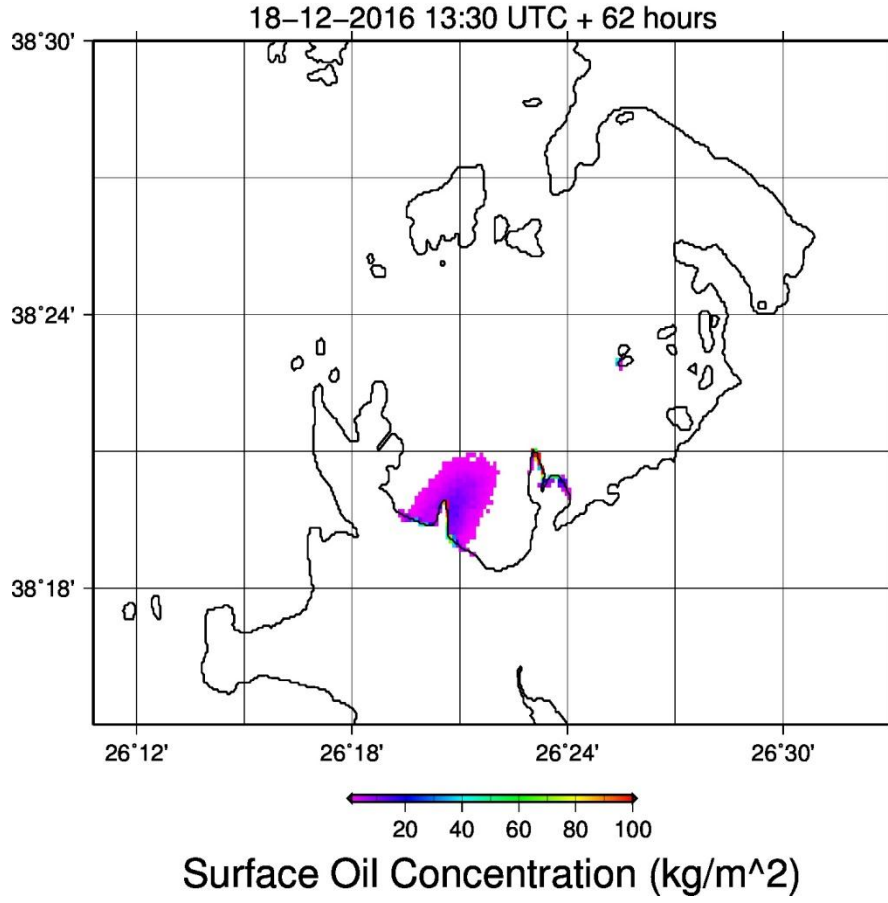 18-12-2016 13:30 UTC + 62 hours
38°30'
38°24'
38°18'
26°12' 26°18' 26°24' 26°30'
20 40 60 80 100
Surface Oil Concentration (kg/m^2)